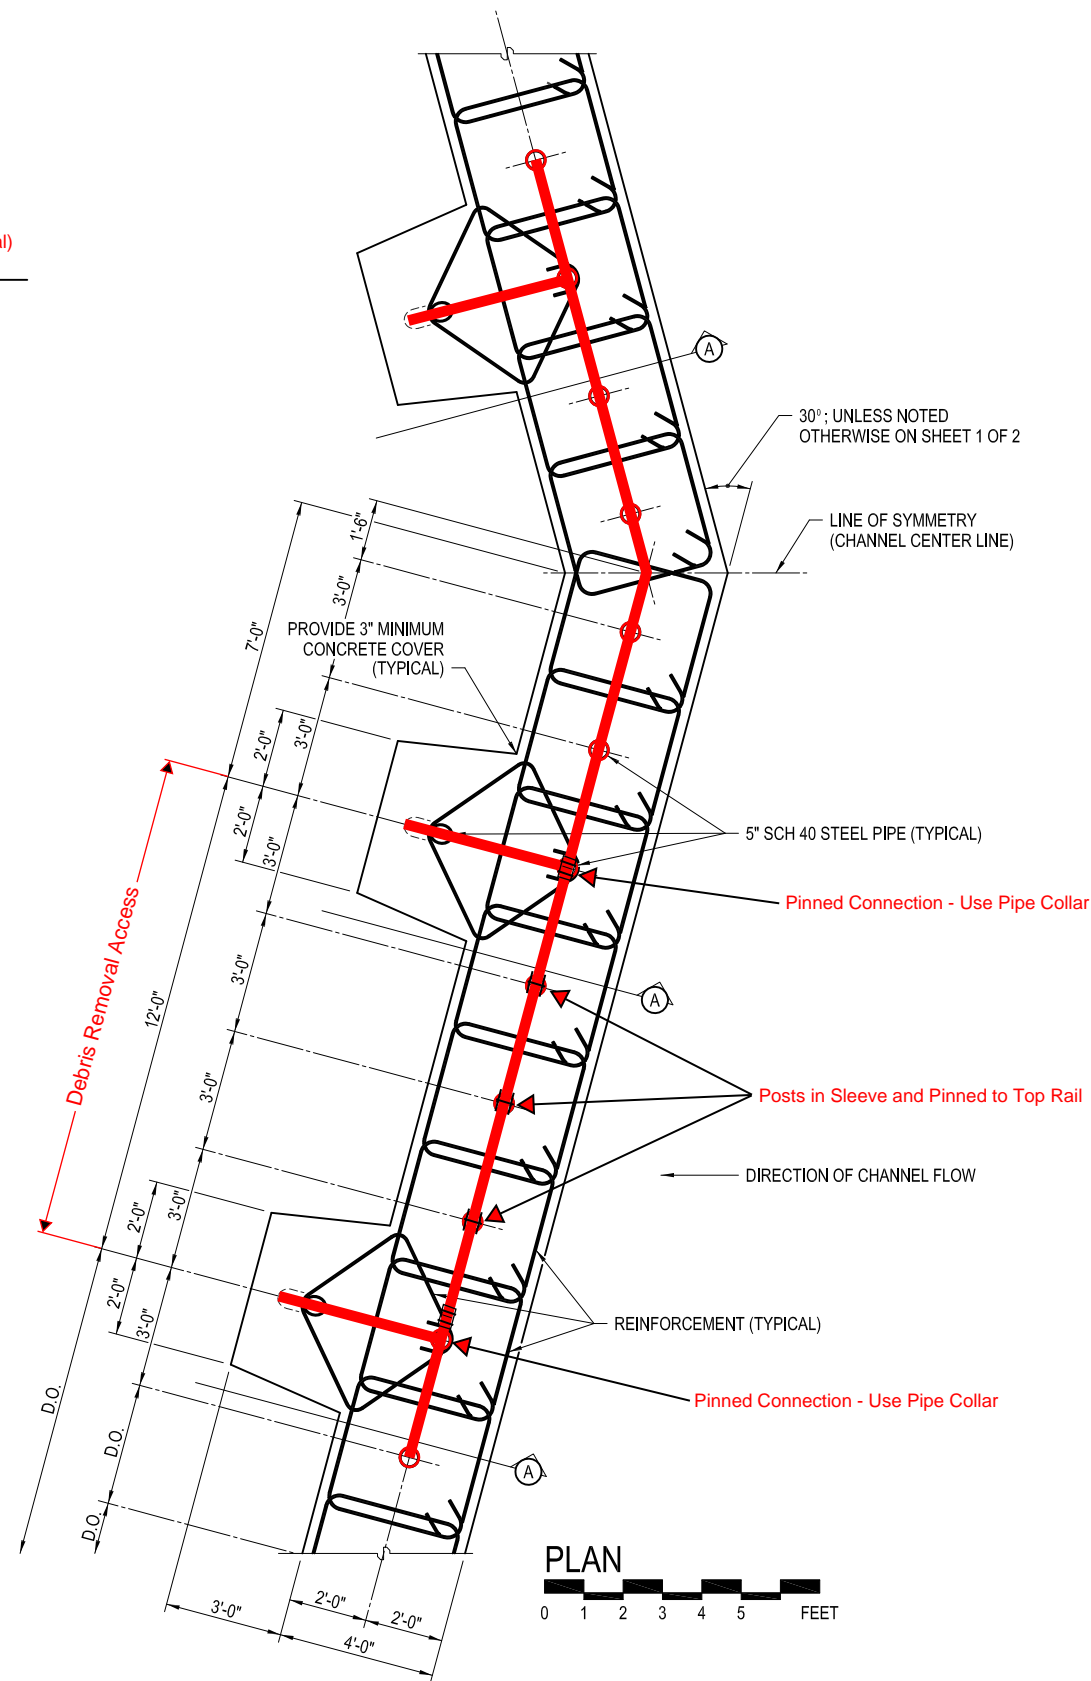 al)
A
30°; UNLESS NOTED
OTHERWISE ON SHEET 1 OF 2
LINE OF SYMMETRY
(CHANNEL CENTER LINE)
1'-6"
3'-0"
7'-0"
PROVIDE 3" MINIMUM
CONCRETE COVER
(TYPICAL)
3'-0"
2'-0"
2'-0"
3'-0"
5" SCH 40 STEEL PIPE (TYPICAL)
Pinned Connection - Use Pipe Collar
Debris Removal Access
12'-0"
3'-0"
A
3'-0"
Posts in Sleeve and Pinned to Top Rail
DIRECTION OF CHANNEL FLOW
2'-0"
3'-0"
2'-0"
3'-0"
REINFORCEMENT (TYPICAL)
Pinned Connection - Use Pipe Collar
D.O.
D.O.
D.O.
A
3'-0"
2'-0"
2'-0"
4'-0"
PLAN
0 1 2 3 4 5 FEET